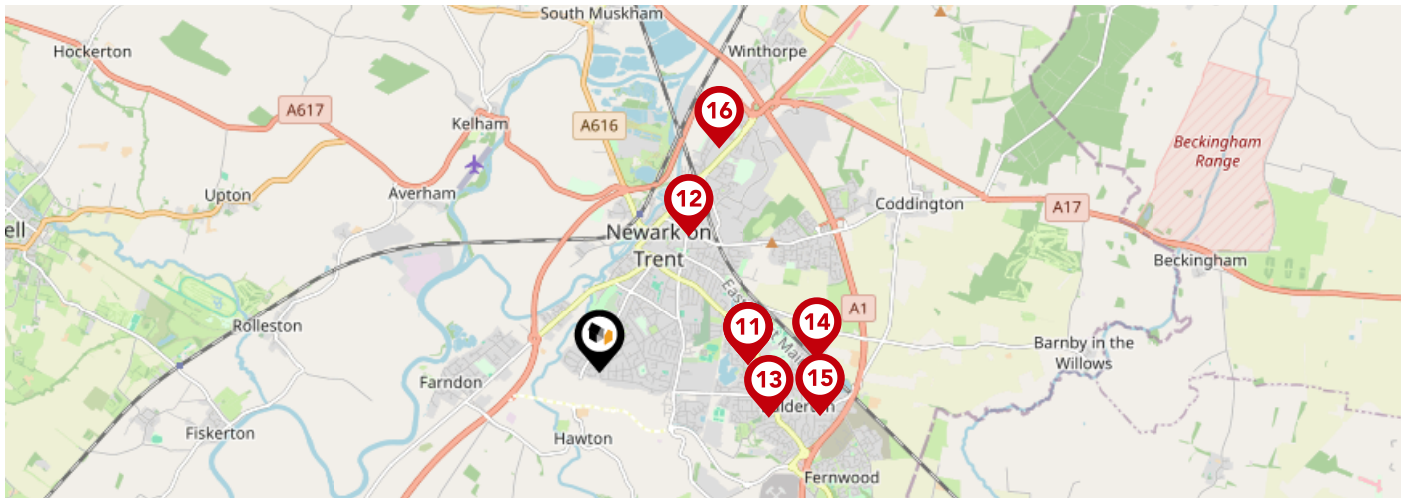 South Muskham
Hockerton
Winthorpe
A617
16
A616
Kelham
Beckingham
Range
Upton
Averham
12
Coddington
A17
ell
Newark on
Trent
Beckingham
A1
Rolleston
11
14
Barnby in the
Willows
Farndon
13
15
Fiskerton
Hawton
Fernwood